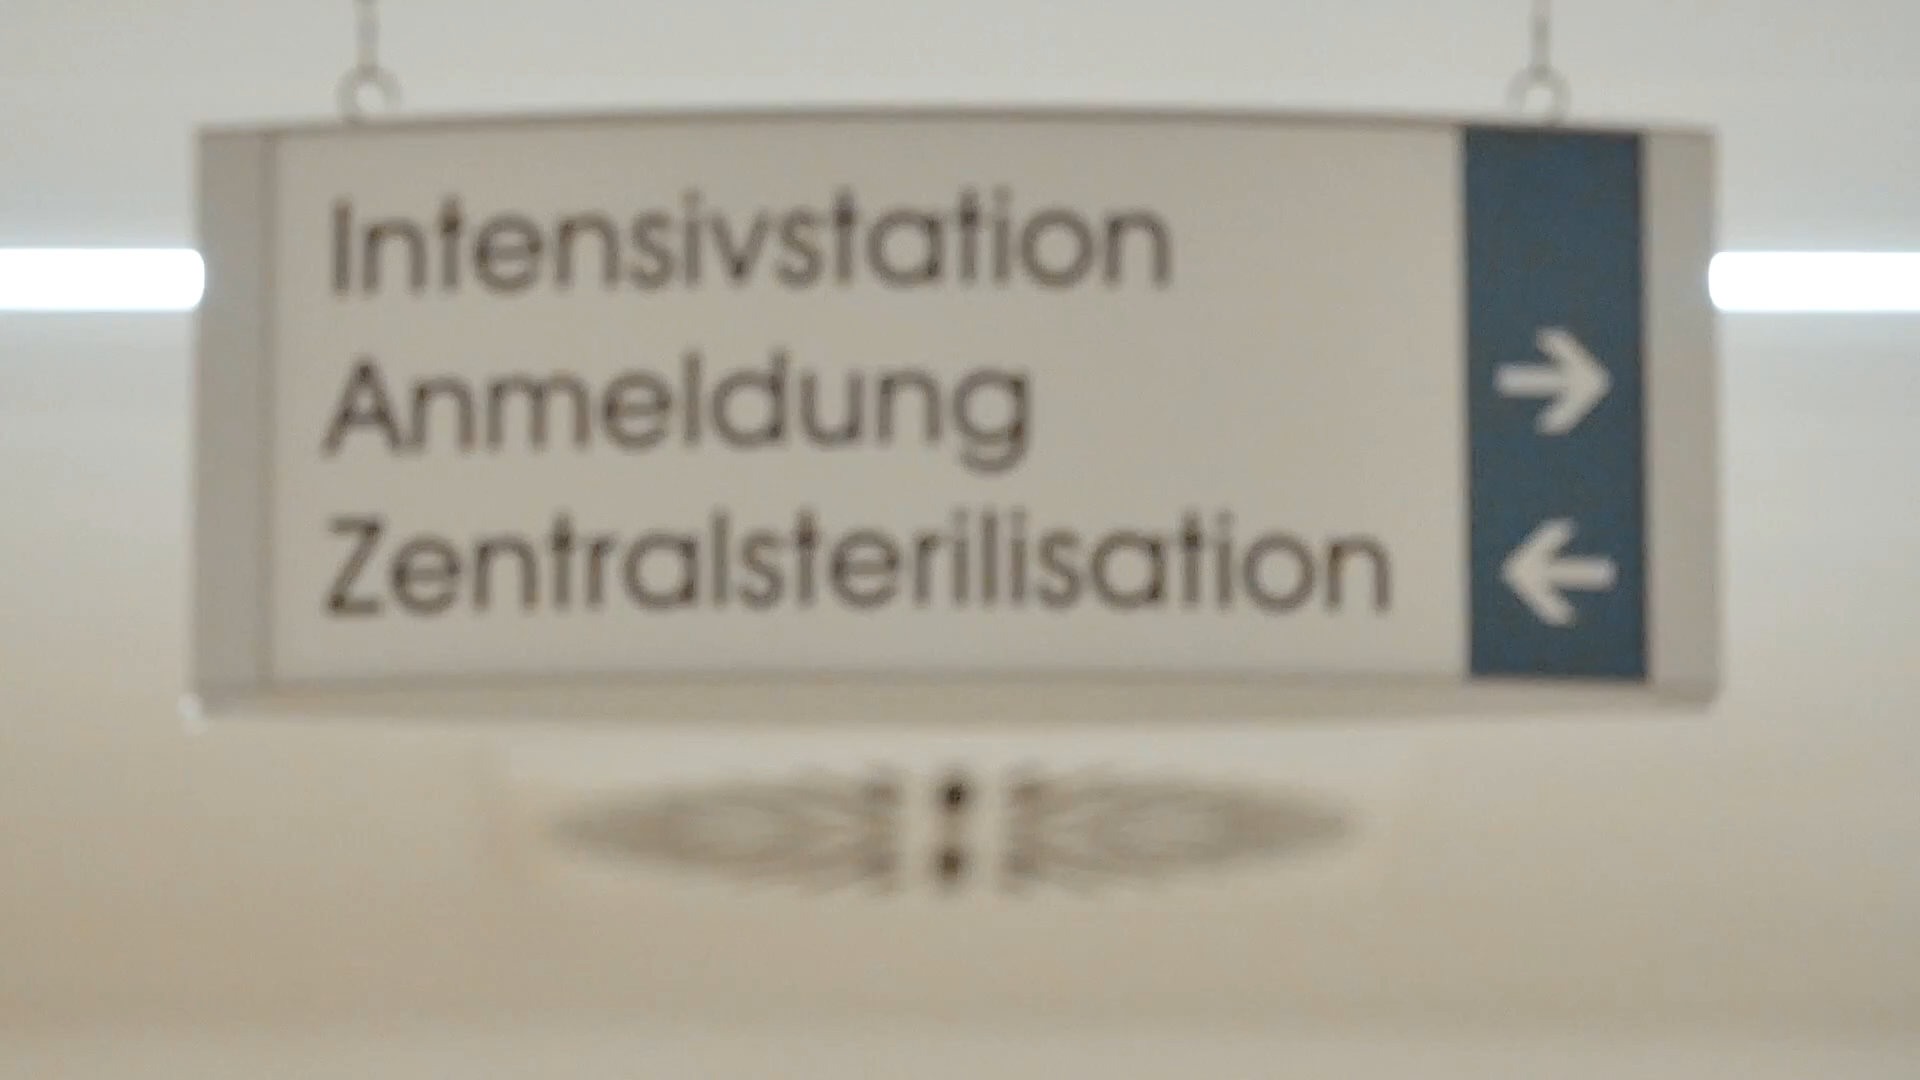 Intensivstation
Anmeldung →
Zentralsterilisation ←